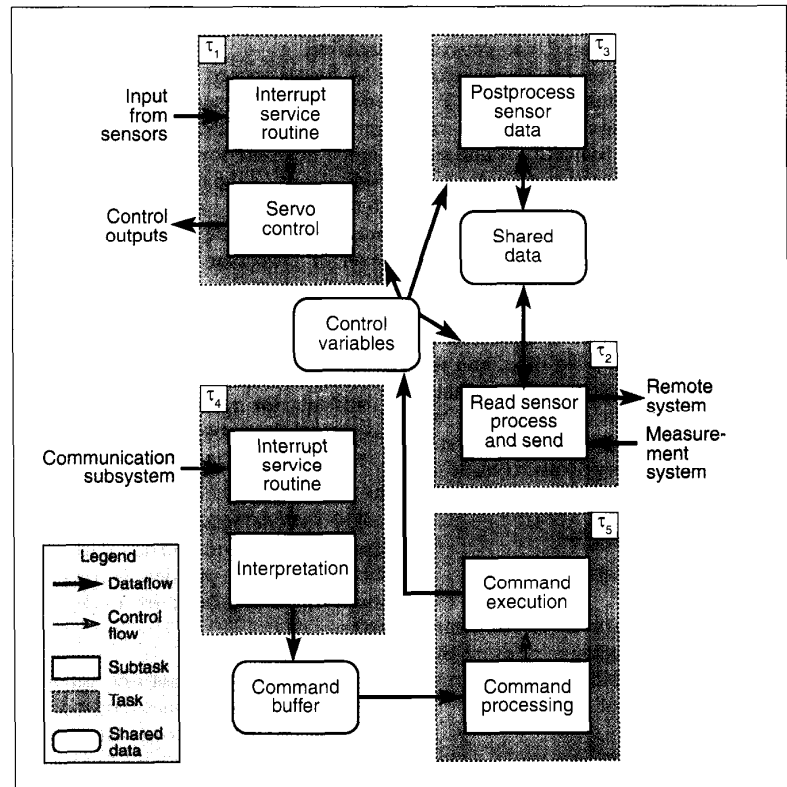 τ1
Input
from
sensors
Interrupt
service
routine
Control
outputs
Servo
control
τ3
Postprocess
sensor
data
Shared
data
Control
variables
τ2
Read sensor
process
and send
Remote
system
Measure-
ment
system
τ4
Communication
subsystem
Interrupt
service
routine
Interpretation
Command
buffer
τ5
Command
execution
Command
processing
Legend
Dataflow
Control
flow
Subtask
Task
Shared
data